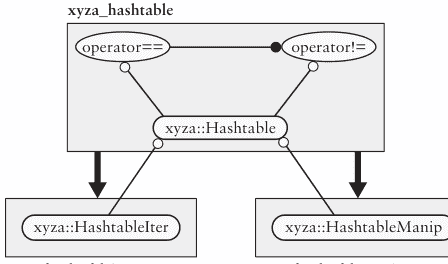 xyza_hashtable
operator== operator!=
xyza::Hashtable
xyza::HashtableIter xyza::HashtableManip